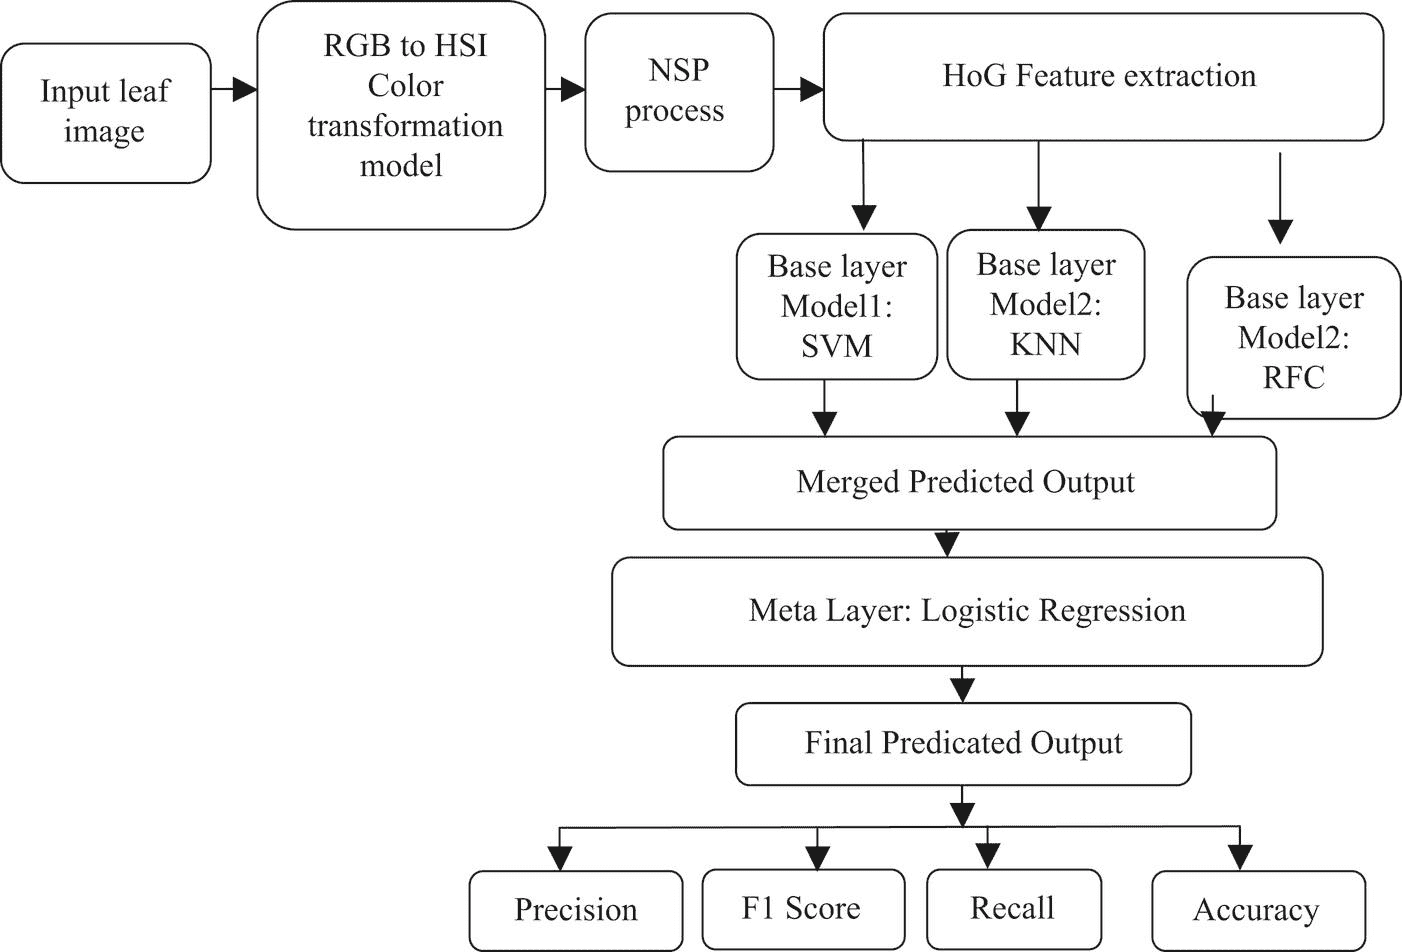 Input leaf
image
RGB to HSI
Color
transformation
model
NSP
process
HoG Feature extraction
Base layer
Model1:
SVM
Base layer
Model2:
KNN
Base layer
Model2:
RFC
Merged Predicted Output
Meta Layer: Logistic Regression
Final Predicated Output
Precision
F1 Score
Recall
Accuracy